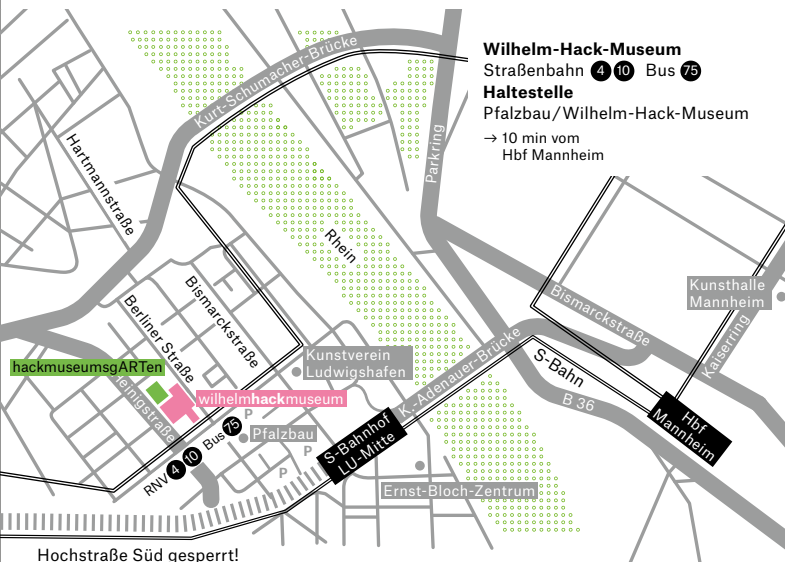 Wilhelm-Hack-Museum
Straßenbahn 4 10 Bus 75
Haltestelle
Pfalzbau/Wilhelm-Hack-Museum
→ 10 min vom
Hbf Mannheim
Kurt-Schumacher-Brücke
Parkring
Hartmannstraße
Rhein
Bismarckstraße
Berliner Straße
Bismarckstraße
Kunsthalle
Mannheim
Kaiserring
hackmuseumsgARTen
Heinigstraße
wilhelmhackmuseum
Kunstverein
Ludwigshafen
K.-Adenauer-Brücke
S-Bahn
B 36
Hbf
Mannheim
P
Pfalzbau
RNV 4 10 Bus 75
P
P
S-Bahnhof
LU-Mitte
Ernst-Bloch-Zentrum
Hochstraße Süd gesperrt!